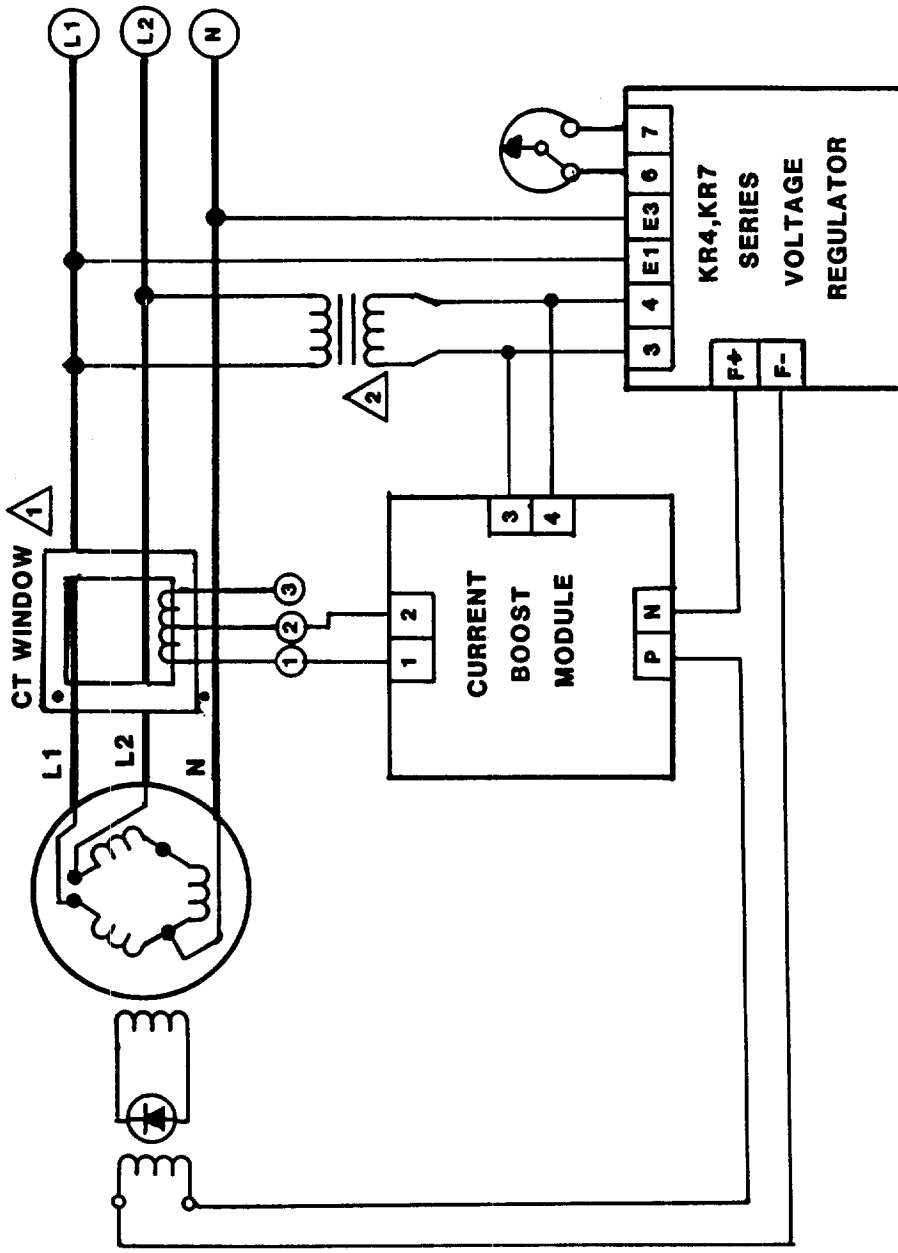 L1
L2
N
CT WINDOW
1
L1
L2
N
1
2
3
2
1
2
CURRENT
BOOST
MODULE
3
4
P
N
3
4
E1
E3
6
7
KR4,KR7
SERIES
VOLTAGE
REGULATOR
F+
F-